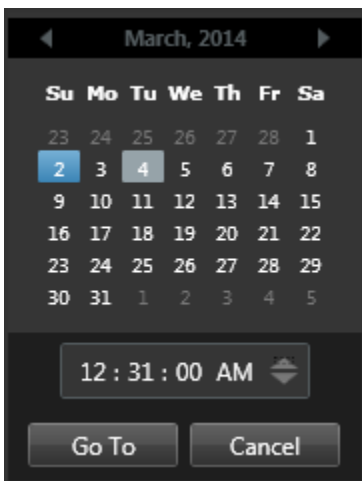 March, 2014
Su Mo Tu We Th Fr Sa
23 24 25 26 27 28 1
2 3 4 5 6 7 8
9 10 11 12 13 14 15
16 17 18 19 20 21 22
23 24 25 26 27 28 29
30 31 1 2 3 4 5
12 : 31 : 00 AM
Go To Cancel